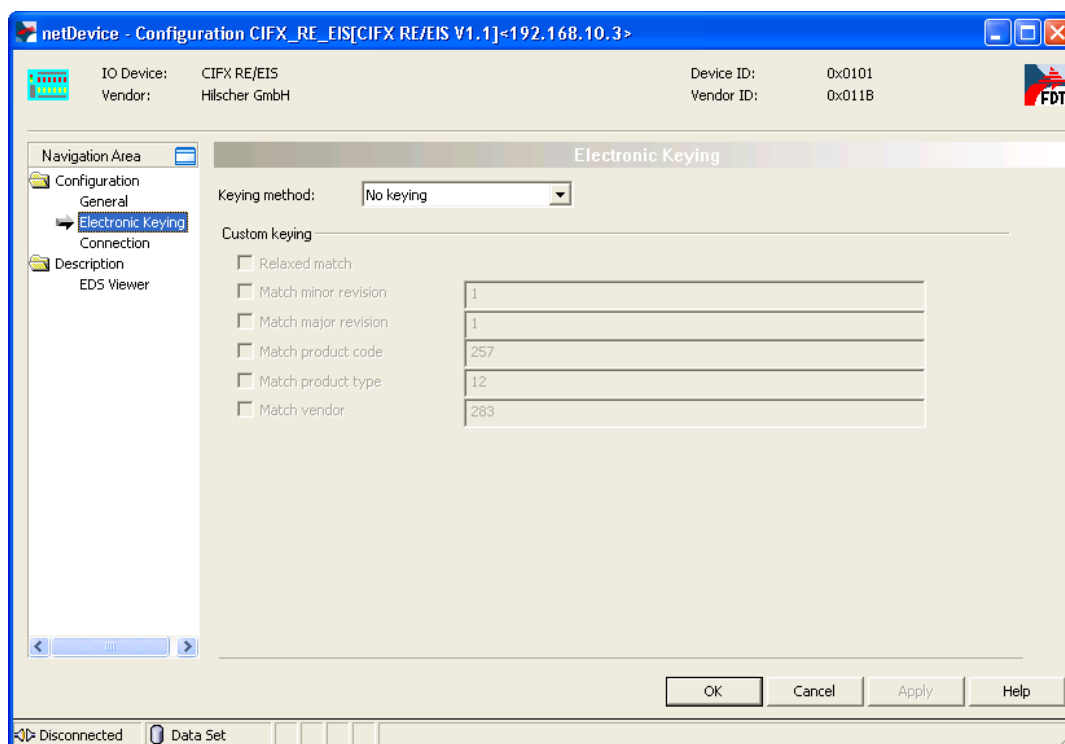 netDevice - Configuration CIFX_RE_EIS[CIFX RE/EIS V1.1]<192.168.10.3>
IO Device: CIFX RE/EIS Device ID: 0x0101
Vendor: Hilscher GmbH Vendor ID: 0x011B
FDT
Navigation Area
Configuration
General
Electronic Keying
Connection
Description
EDS Viewer
Electronic Keying
Keying method: No keying
Custom keying
Relaxed match
Match minor revision 1
Match major revision 1
Match product code 257
Match product type 12
Match vendor 283
OK Cancel Apply Help
Disconnected Data Set